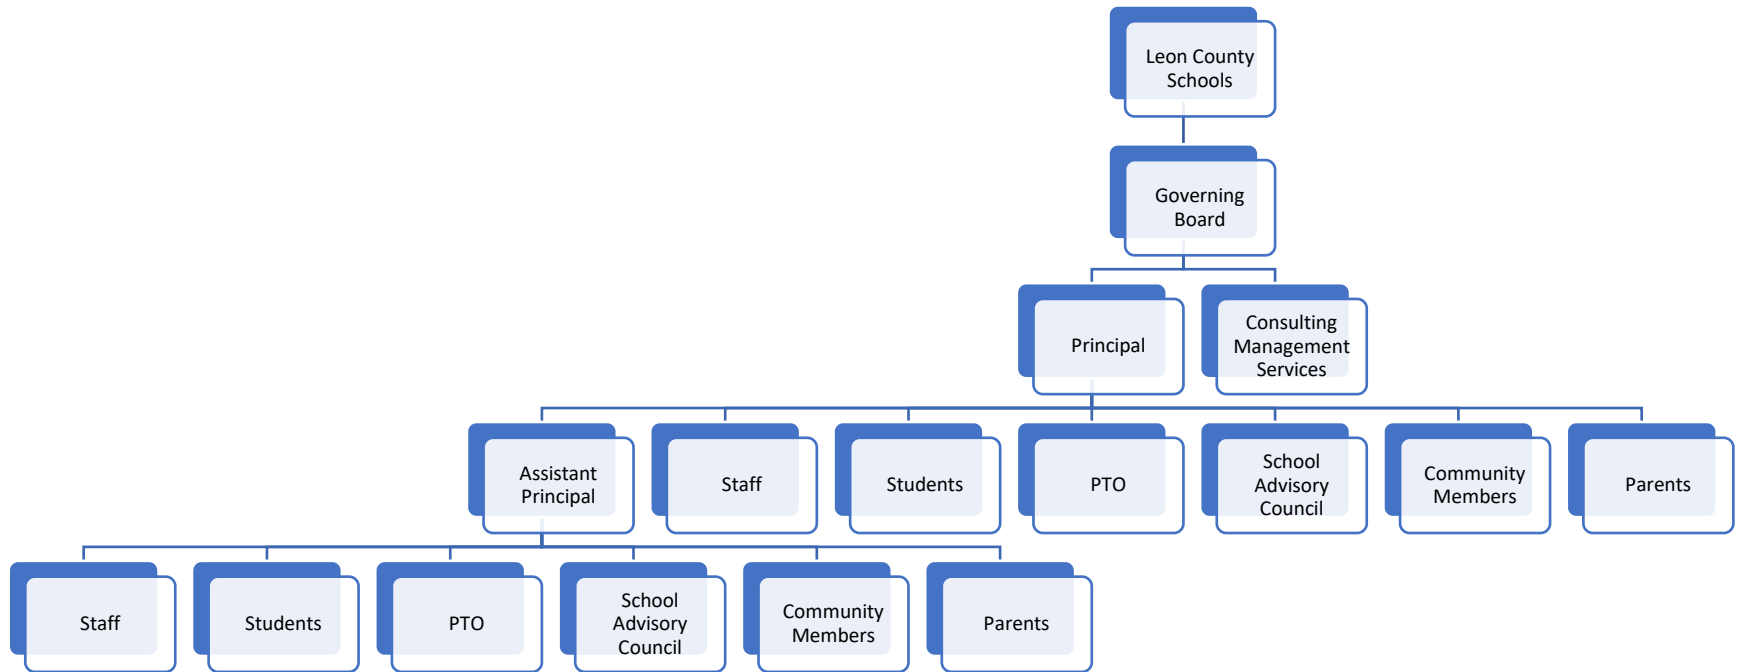 Leon County
Schools
Governing
Board
Principal
Consulting
Management
Services
Assistant
Principal
Staff
Students
PTO
School
Advisory
Council
Community
Members
Parents
Staff
Students
PTO
School
Advisory
Council
Community
Members
Parents